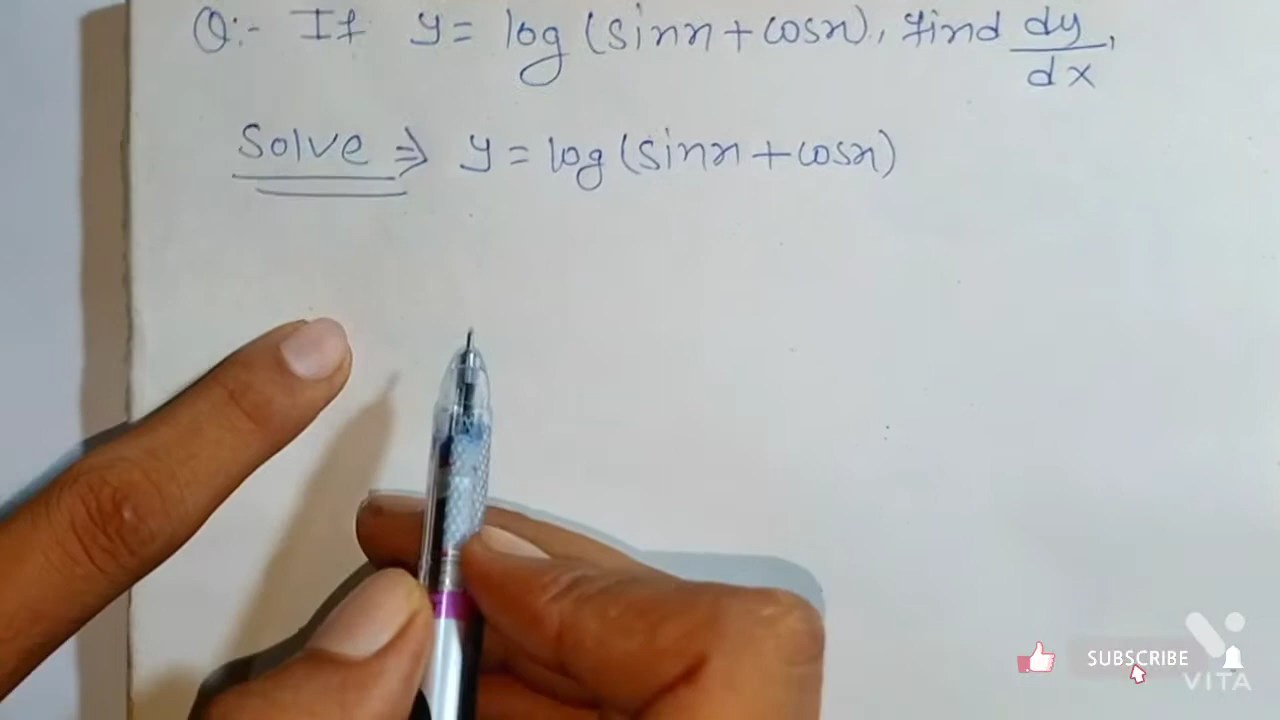 Q:- If y = log (sinx + cosx), find dy/dx,
Solve ⇒ y = log (sinx + cosx)
SUBSCRIBE
VITA